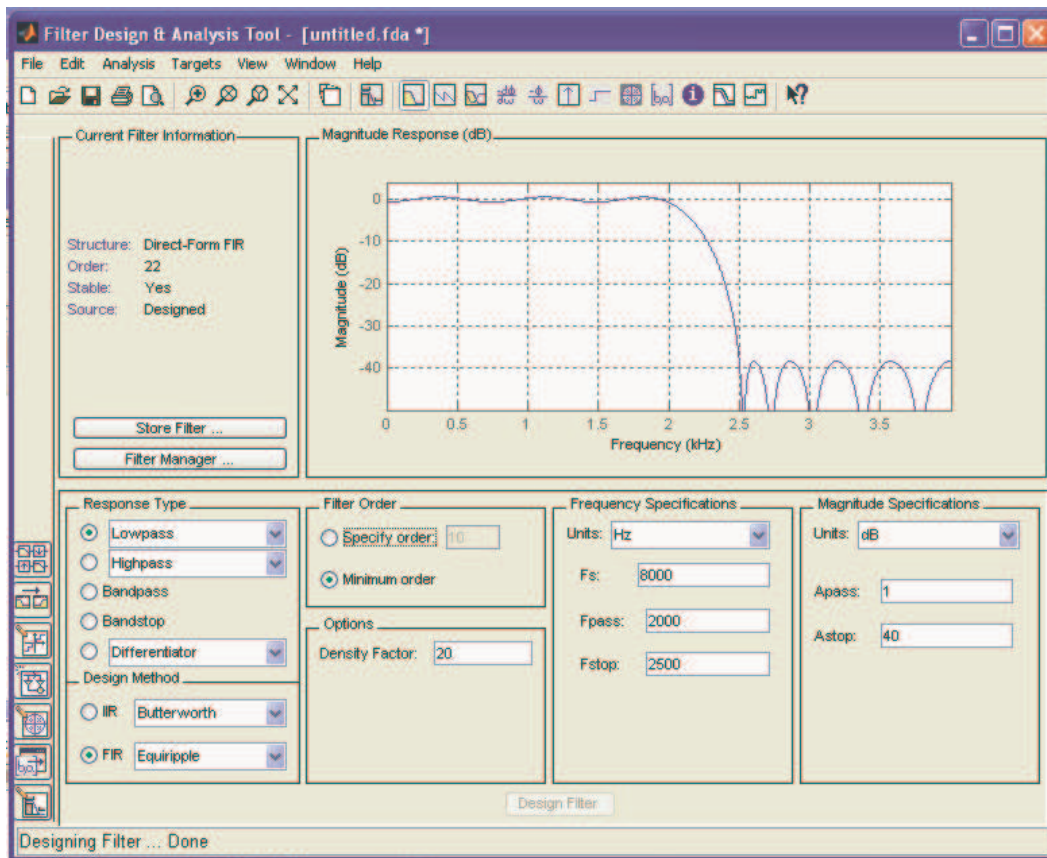 Filter Design & Analysis Tool - [untitled.fda *]
File Edit Analysis Targets View Window Help
Current Filter Information
Structure: Direct-Form FIR
Order: 22
Stable: Yes
Source: Designed
Store Filter ...
Filter Manager ...
Magnitude Response (dB)
0
-10
-20
-30
-40
Magnitude (dB)
0 0.5 1 1.5 2 2.5 3 3.5
Frequency (kHz)
Response Type
Lowpass
Highpass
Bandpass
Bandstop
Differentiator
Design Method
IIR Butterworth
FIR Equiripple
Filter Order
Specify order: 10
Minimum order
Options
Density Factor: 20
Frequency Specifications
Units: Hz
Fs: 8000
Fpass: 2000
Fstop: 2500
Magnitude Specifications
Units: dB
Apass: 1
Astop: 40
Design Filter
Designing Filter ... Done